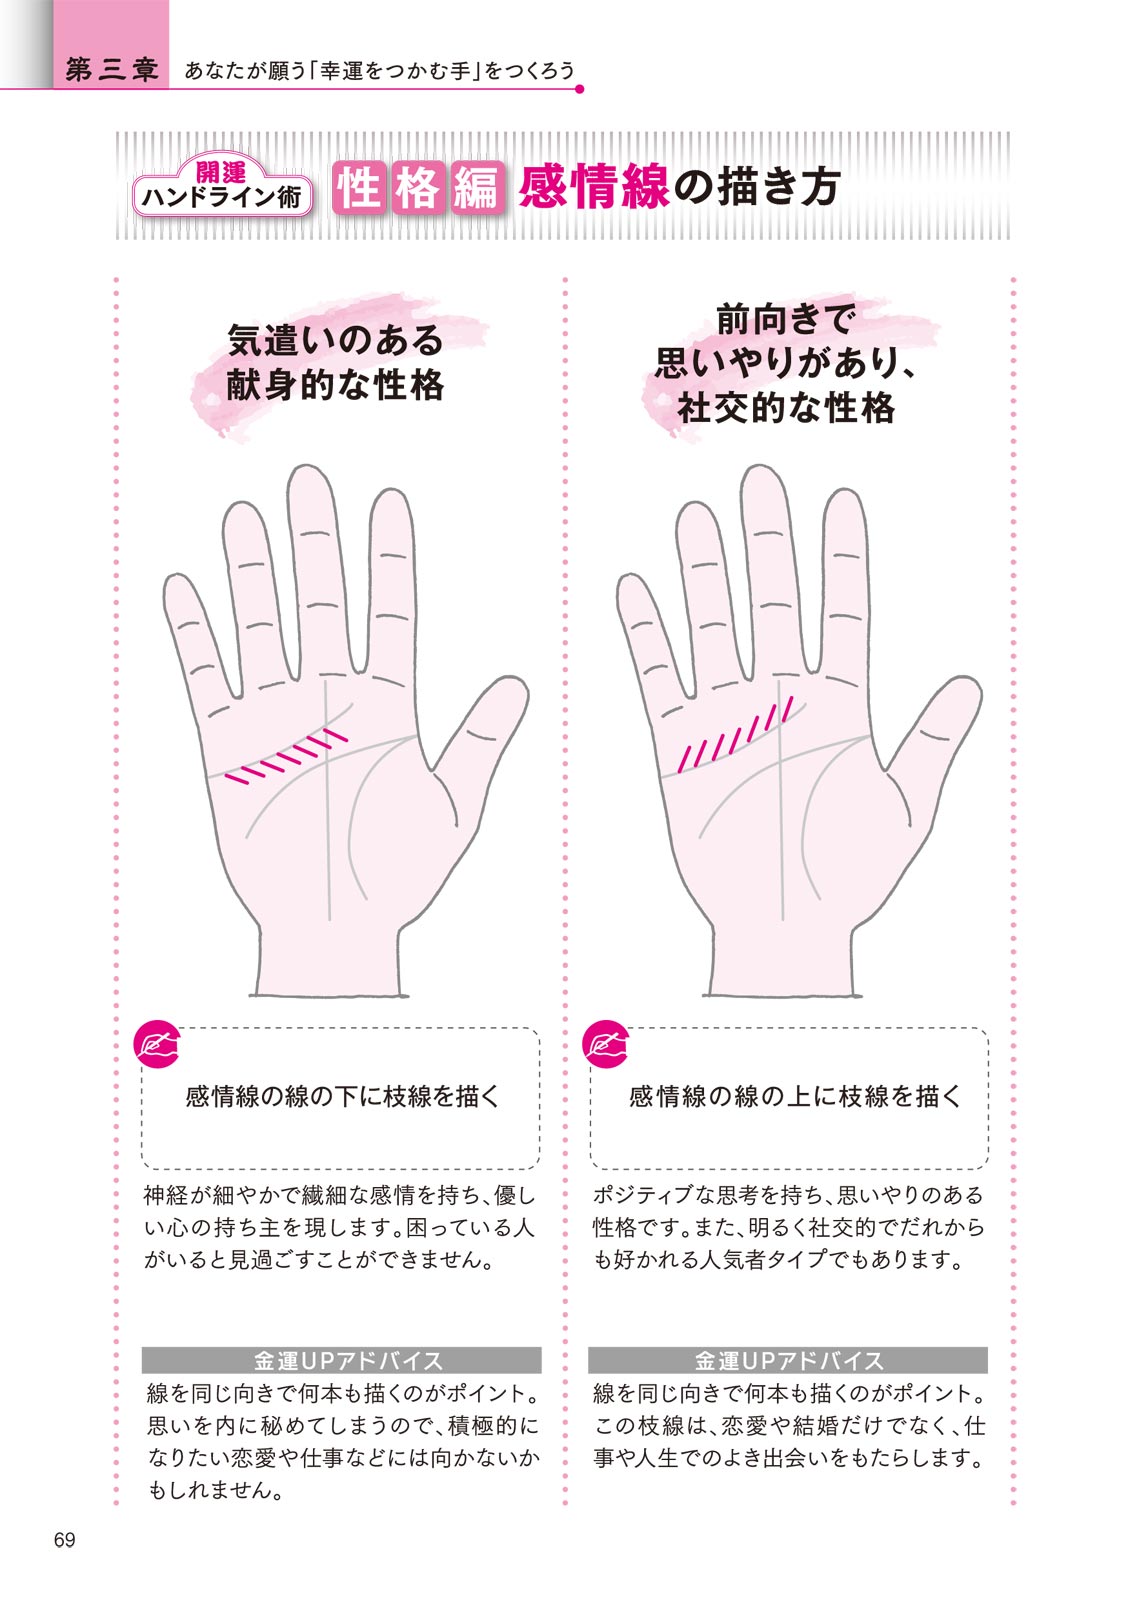 第三章 あなたが願う「幸運をつかむ手」をつくろう
開運
ハンドライン術
性格編 感情線の描き方
気遣いのある
献身的な性格
感情線の線の下に枝線を描く
神経が細やかで繊細な感情を持ち、優し
い心の持ち主を現します。困っている人
がいると見過ごすことができません。
金運UPアドバイス
線を同じ向きで何本も描くのがポイント。
思いを内に秘めてしまうので、積極的に
なりたい恋愛や仕事などには向かないか
もしれません。
前向きで
思いやりがあり、
社交的な性格
感情線の線の上に枝線を描く
ポジティブな思考を持ち、思いやりのある
性格です。また、明るく社交的でだれから
も好かれる人気者タイプでもあります。
金運UPアドバイス
線を同じ向きで何本も描くのがポイント。
この枝線は、恋愛や結婚だけでなく、仕
事や人生でのよき出会いをもたらします。
69